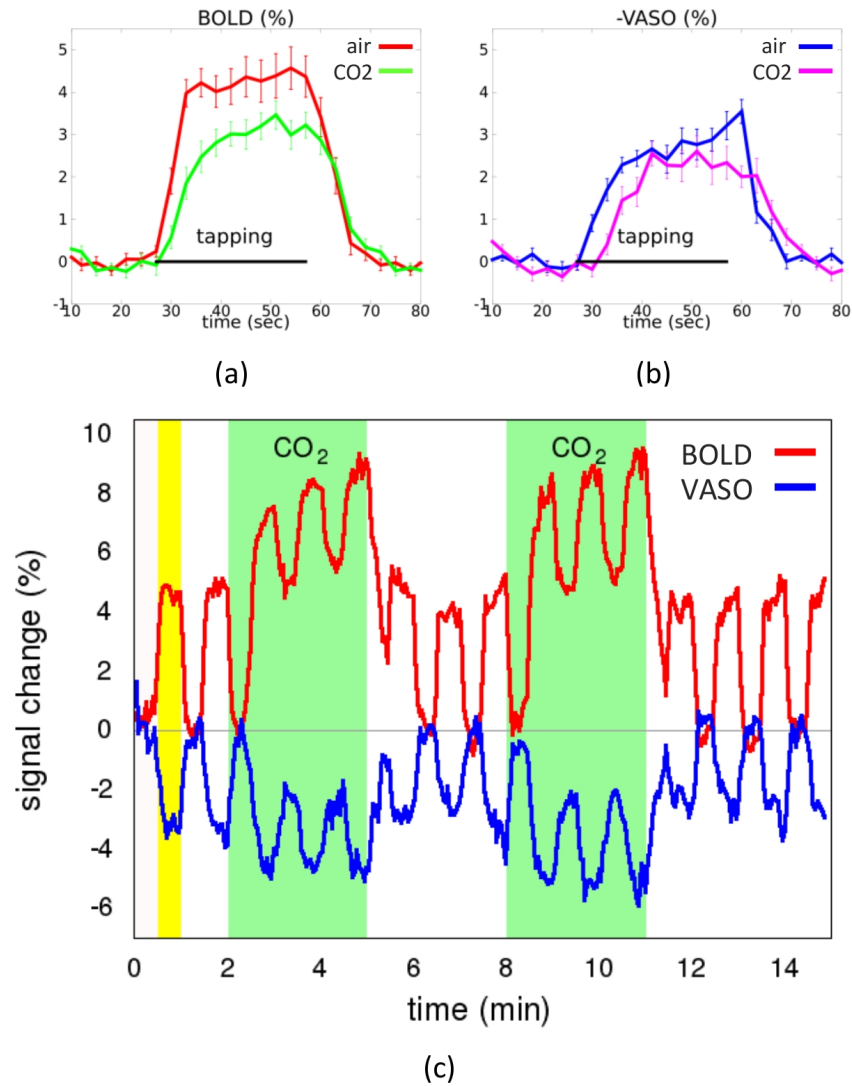 BOLD (%)
air
CO2
5
4
3
2
1
0
-1
tapping
10 20 30 40 50 60 70 80
time (sec)
(a)
-VASO (%)
air
CO2
5
4
3
2
1
0
-1
tapping
10 20 30 40 50 60 70 80
time (sec)
(b)
CO2 CO2
BOLD
VASO
10
8
6
4
2
0
-2
-4
-6
signal change (%)
0 2 4 6 8 10 12 14
time (min)
(c)